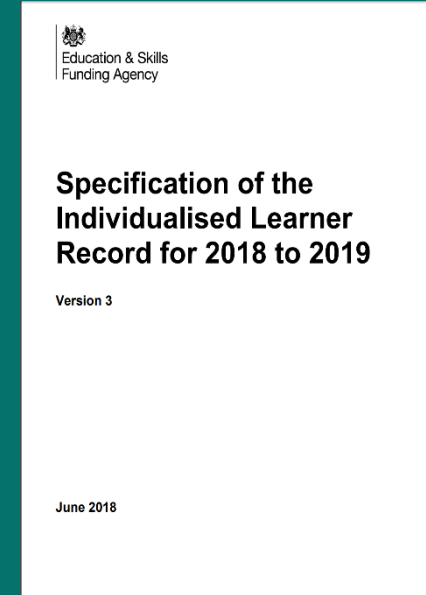 Education & Skills
Funding Agency
Specification of the
Individualised Learner
Record for 2018 to 2019
Version 3
June 2018